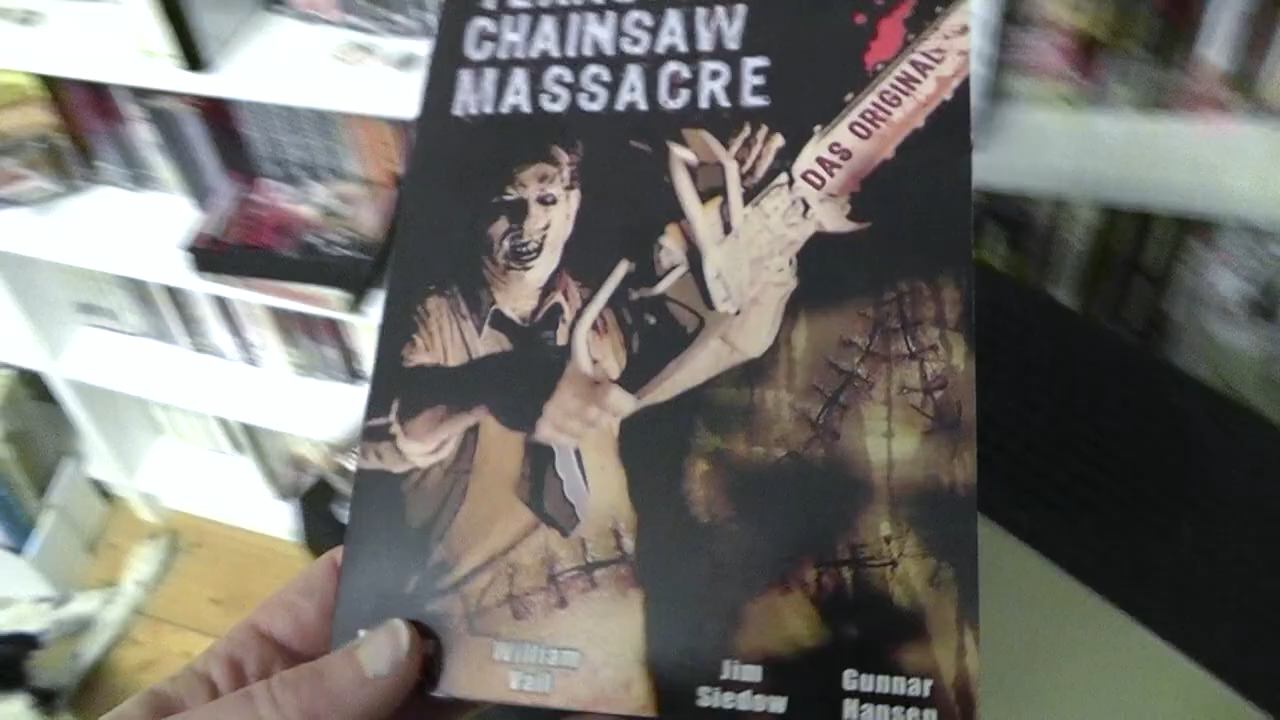 CHAINSAW
MASSACRE
DAS ORIGINAL
William
Vail
Jim
Siedow
Gunnar
Hansen